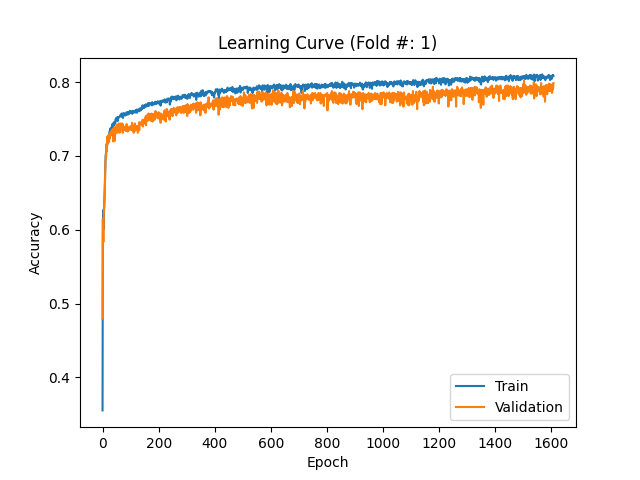 Learning Curve (Fold #: 1)
Accuracy
0.8
0.7
0.6
0.5
0.4
0 200 400 600 800 1000 1200 1400 1600
Epoch
Train
Validation